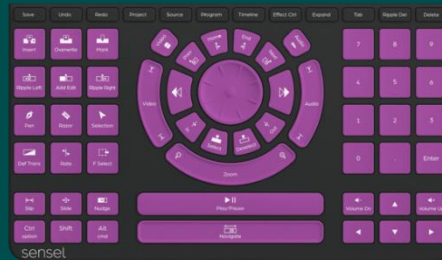 Save Undo Redo Project Source Program Timeline Effect Ctrl Expand Tab Ripple Del Delete
Insert Overwrite Mark
7 8 9
Home End
Ripple Left Add Edit Ripple Right
4 5 6
Video Audio
Pen Razor Selection
1 2 3
Select Deselect
Def Trans Rate P Select
0 . Enter
Zoom
Slip Slide Nudge Play/Pause Volume Dn Volume Up
Ctrl Shift Alt
option cmd Navigate
sensel